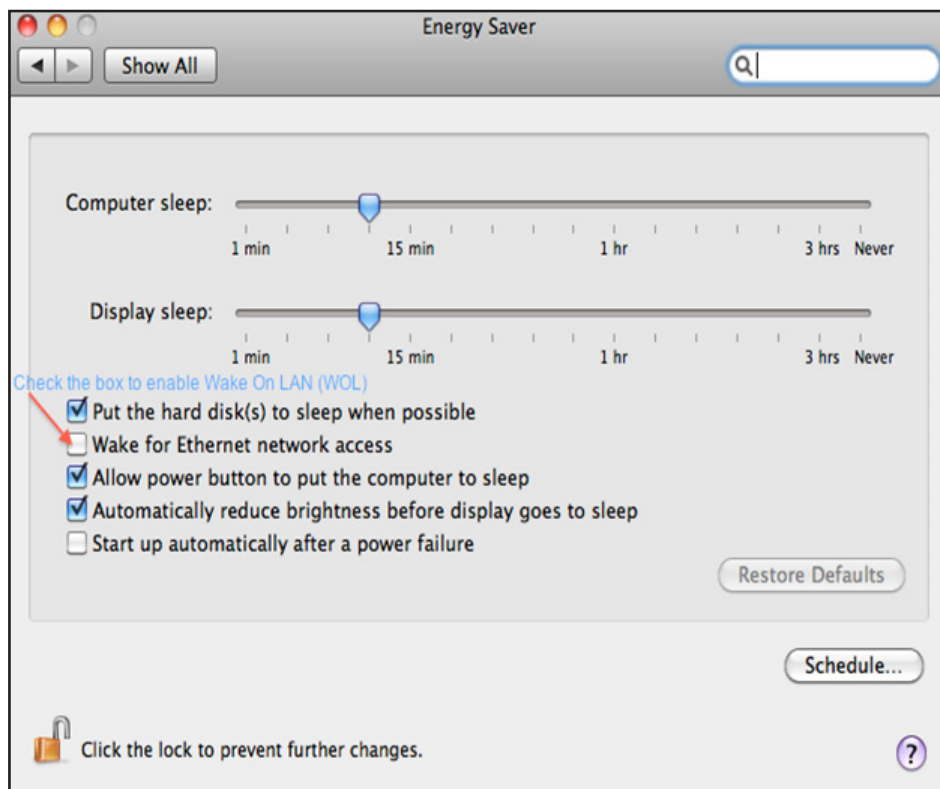 Energy Saver
Show All
Computer sleep:
1 min 15 min 1 hr 3 hrs Never
Display sleep:
1 min 15 min 1 hr 3 hrs Never
Check the box to enable Wake On LAN (WOL)
Put the hard disk(s) to sleep when possible
Wake for Ethernet network access
Allow power button to put the computer to sleep
Automatically reduce brightness before display goes to sleep
Start up automatically after a power failure
Restore Defaults
Schedule...
Click the lock to prevent further changes.
?